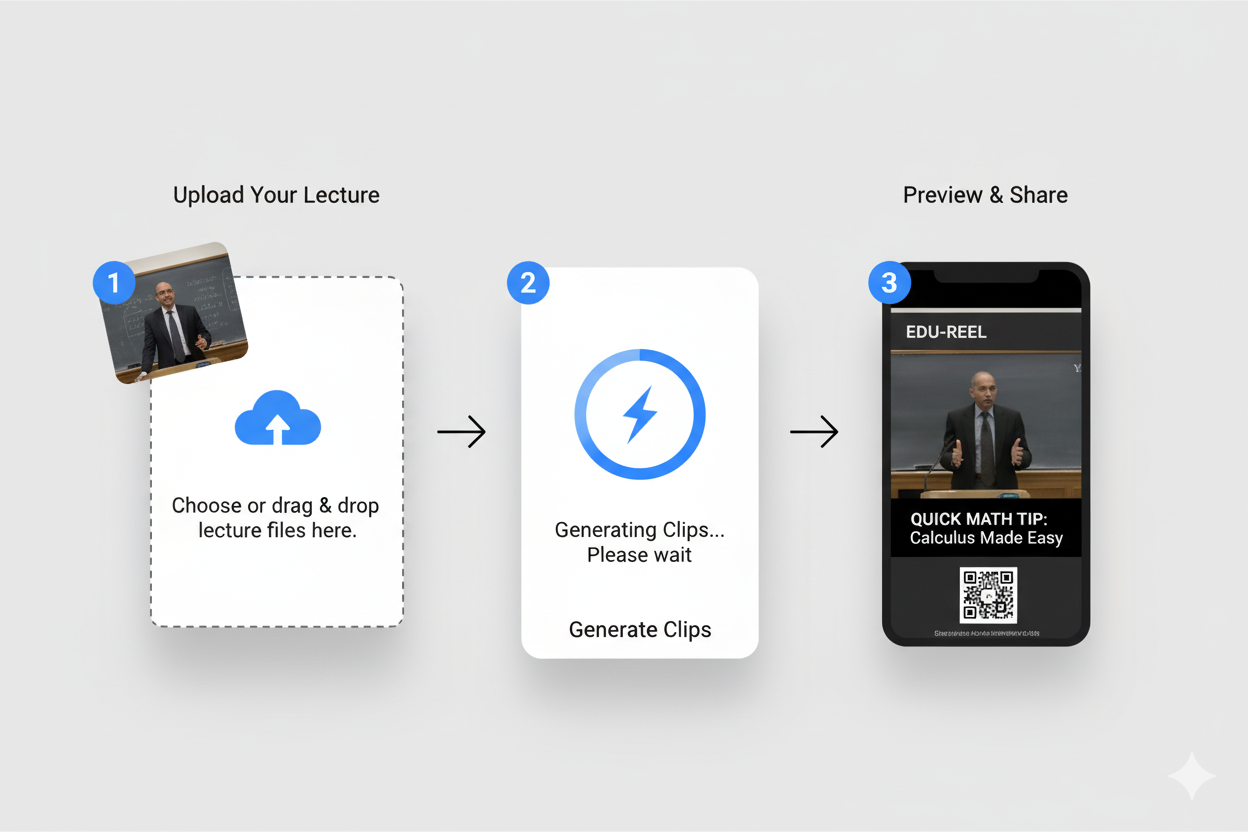 Upload Your Lecture
1
Choose or drag & drop
lecture files here.
2
Generating Clips...
Please wait
Generate Clips
Preview & Share
3
EDU-REEL
QUICK MATH TIP:
Calculus Made Easy